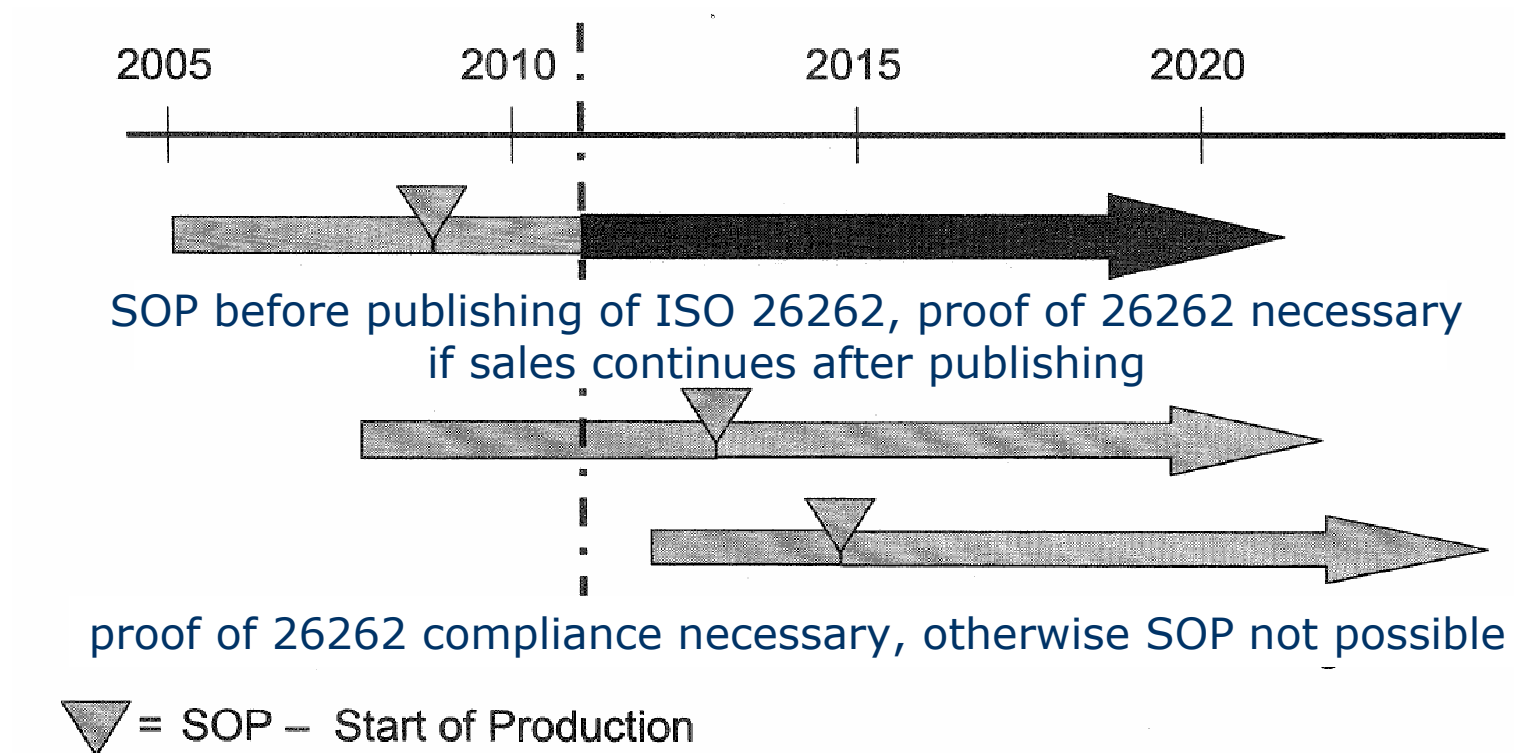 2005 2010 2015 2020
SOP before publishing of ISO 26262, proof of 26262 necessary
if sales continues after publishing
proof of 26262 compliance necessary, otherwise SOP not possible
= SOP – Start of Production